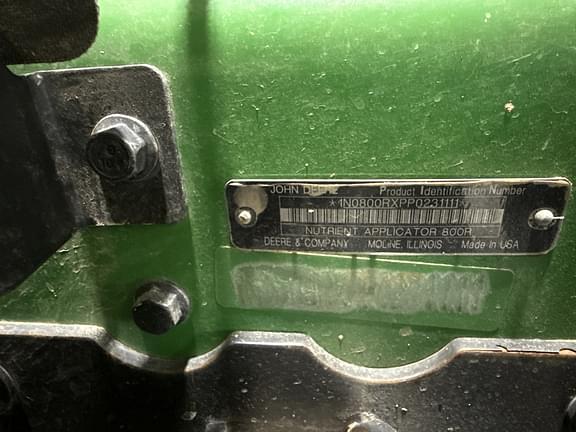 JOHN DEERE Product Identification Number
*1N0800RXPP0231111*
NUTRIENT APPLICATOR 800R
DEERE & COMPANY MOLINE, ILLINOIS Made In USA